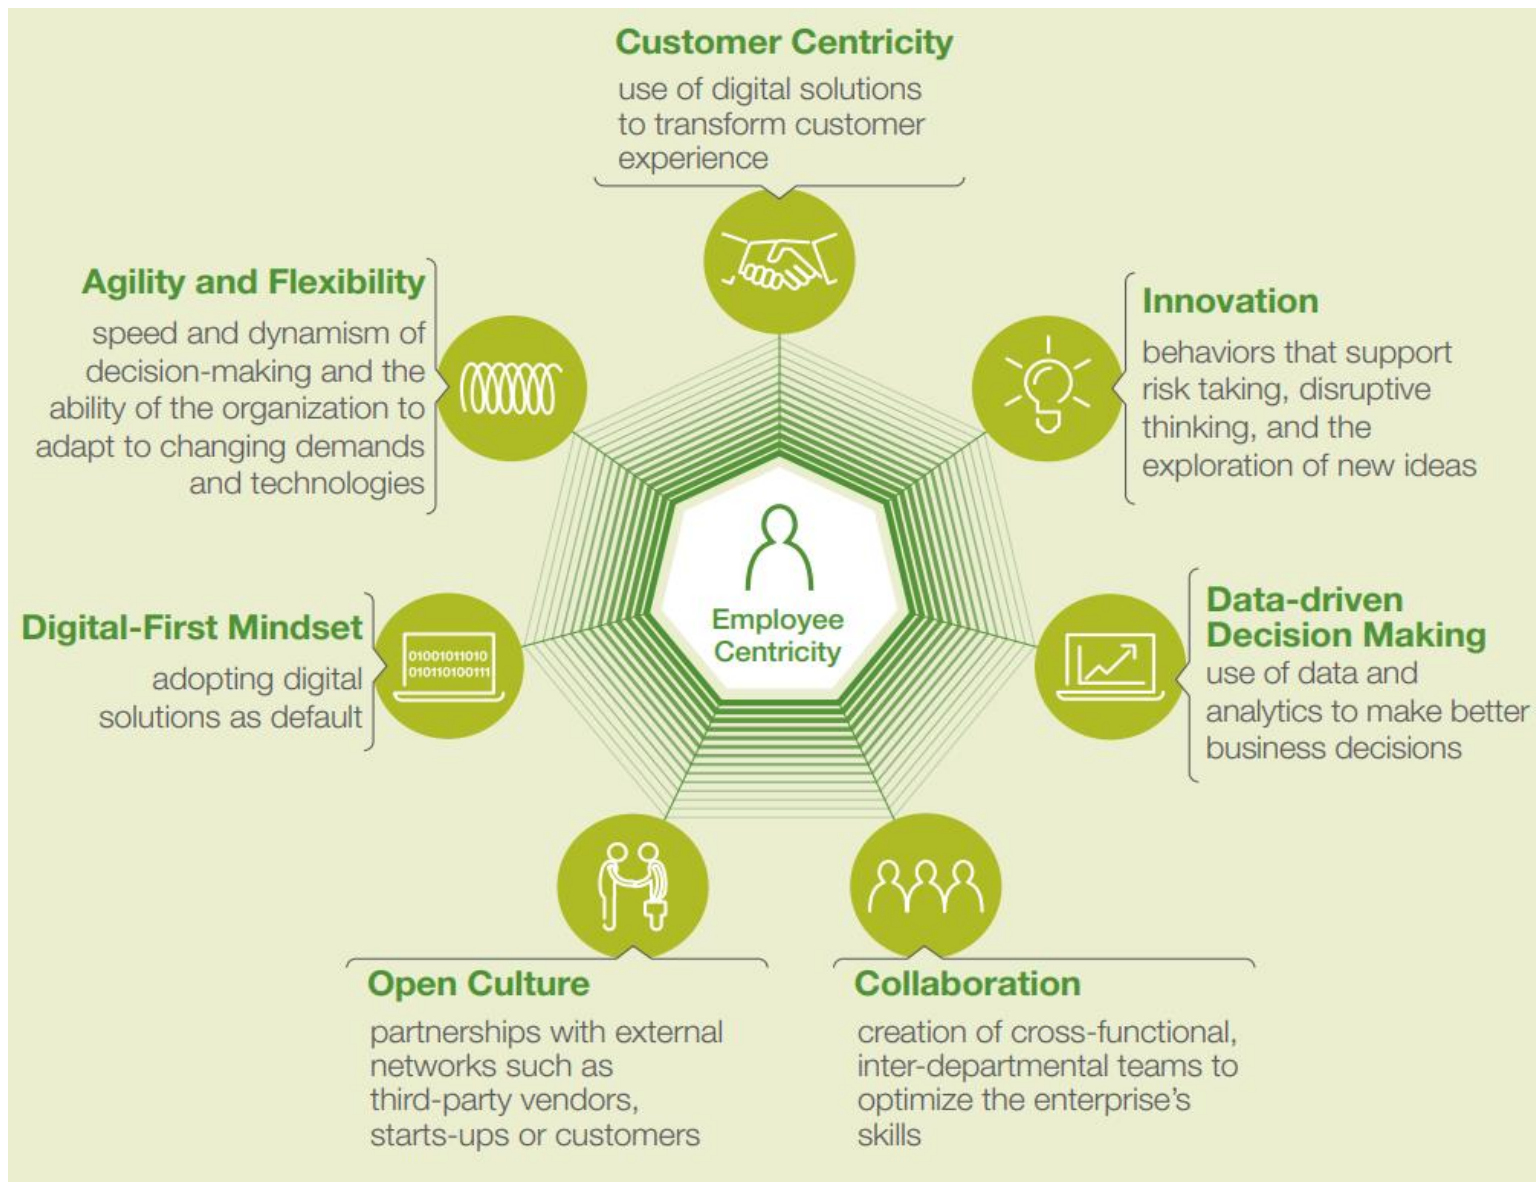 Customer Centricity
use of digital solutions
to transform customer
experience
Agility and Flexibility
speed and dynamism of
decision-making and the
ability of the organization to
adapt to changing demands
and technologies
Innovation
behaviors that support
risk taking, disruptive
thinking, and the
exploration of new ideas
Employee
Centricity
Digital-First Mindset
adopting digital
solutions as default
01001011010
010110100111
Data-driven
Decision Making
use of data and
analytics to make better
business decisions
Open Culture
partnerships with external
networks such as
third-party vendors,
starts-ups or customers
Collaboration
creation of cross-functional,
inter-departmental teams to
optimize the enterprise's
skills